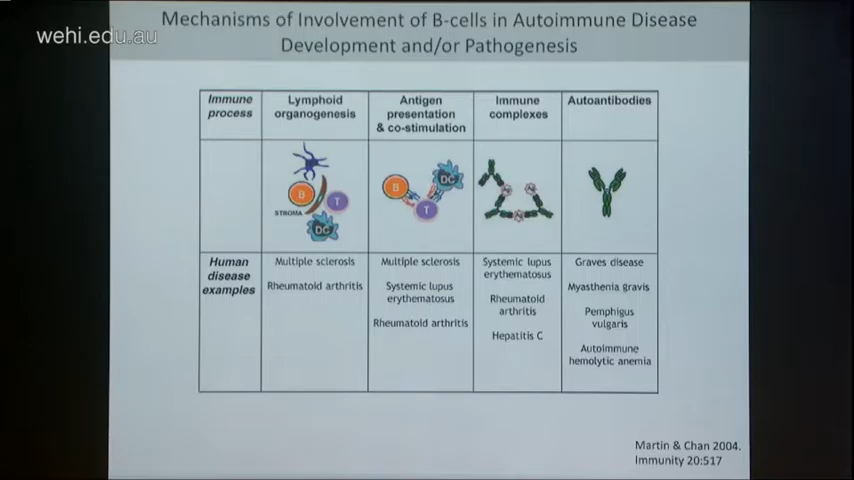 wehi.edu.au
Mechanisms of Involvement of B-cells in Autoimmune Disease
Development and/or Pathogenesis
Immune
process
Lymphoid
organogenesis
Antigen
presentation
& co-stimulation
Immune
complexes
Autoantibodies
B
T
STROMA
DC
B
DC
T
Human
disease
examples
Multiple sclerosis
Rheumatoid arthritis
Multiple sclerosis
Systemic lupus
erythematosus
Rheumatoid arthritis
Systemic lupus
erythematosus
Rheumatoid
arthritis
Hepatitis C
Graves disease
Myasthenia gravis
Pemphigus
vulgaris
Autoimmune
hemolytic anemia
Martin & Chan 2004.
Immunity 20:517